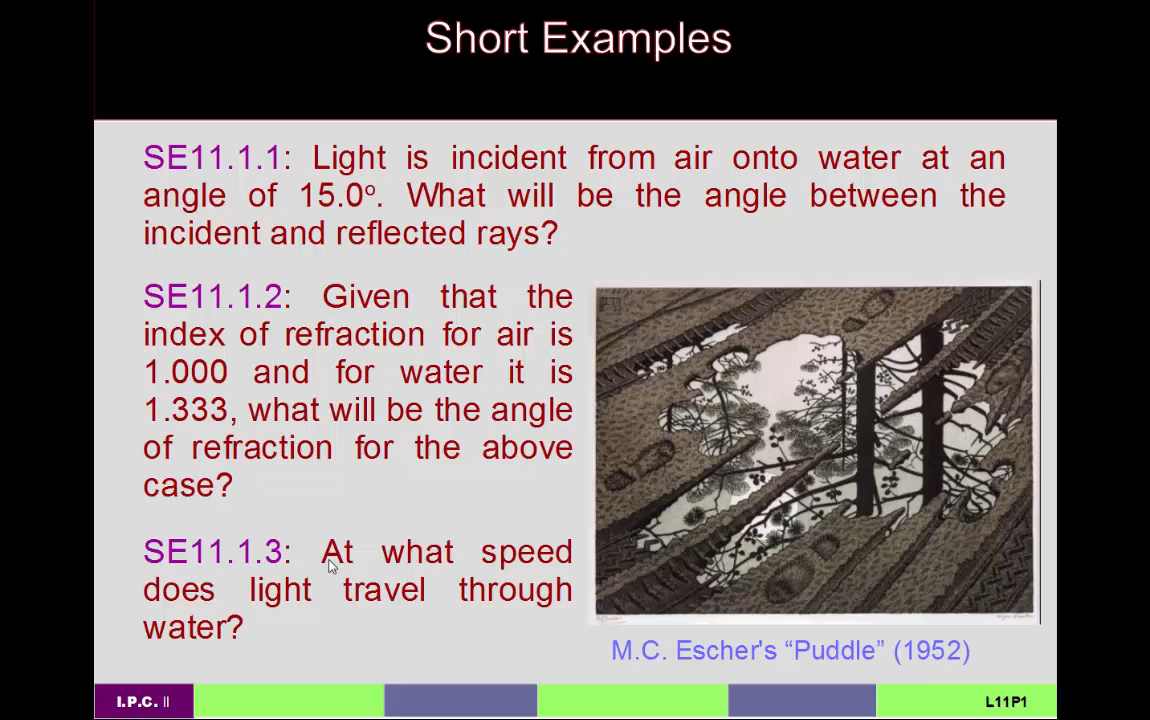 Short Examples
SE11.1.1: Light is incident from air onto water at an
angle of 15.0º. What will be the angle between the
incident and reflected rays?
SE11.1.2: Given that the
index of refraction for air is
1.000 and for water it is
1.333, what will be the angle
of refraction for the above
case?
SE11.1.3: At what speed
does light travel through
water?
M.C. Escher's “Puddle” (1952)
I.P.C. II
L11P1